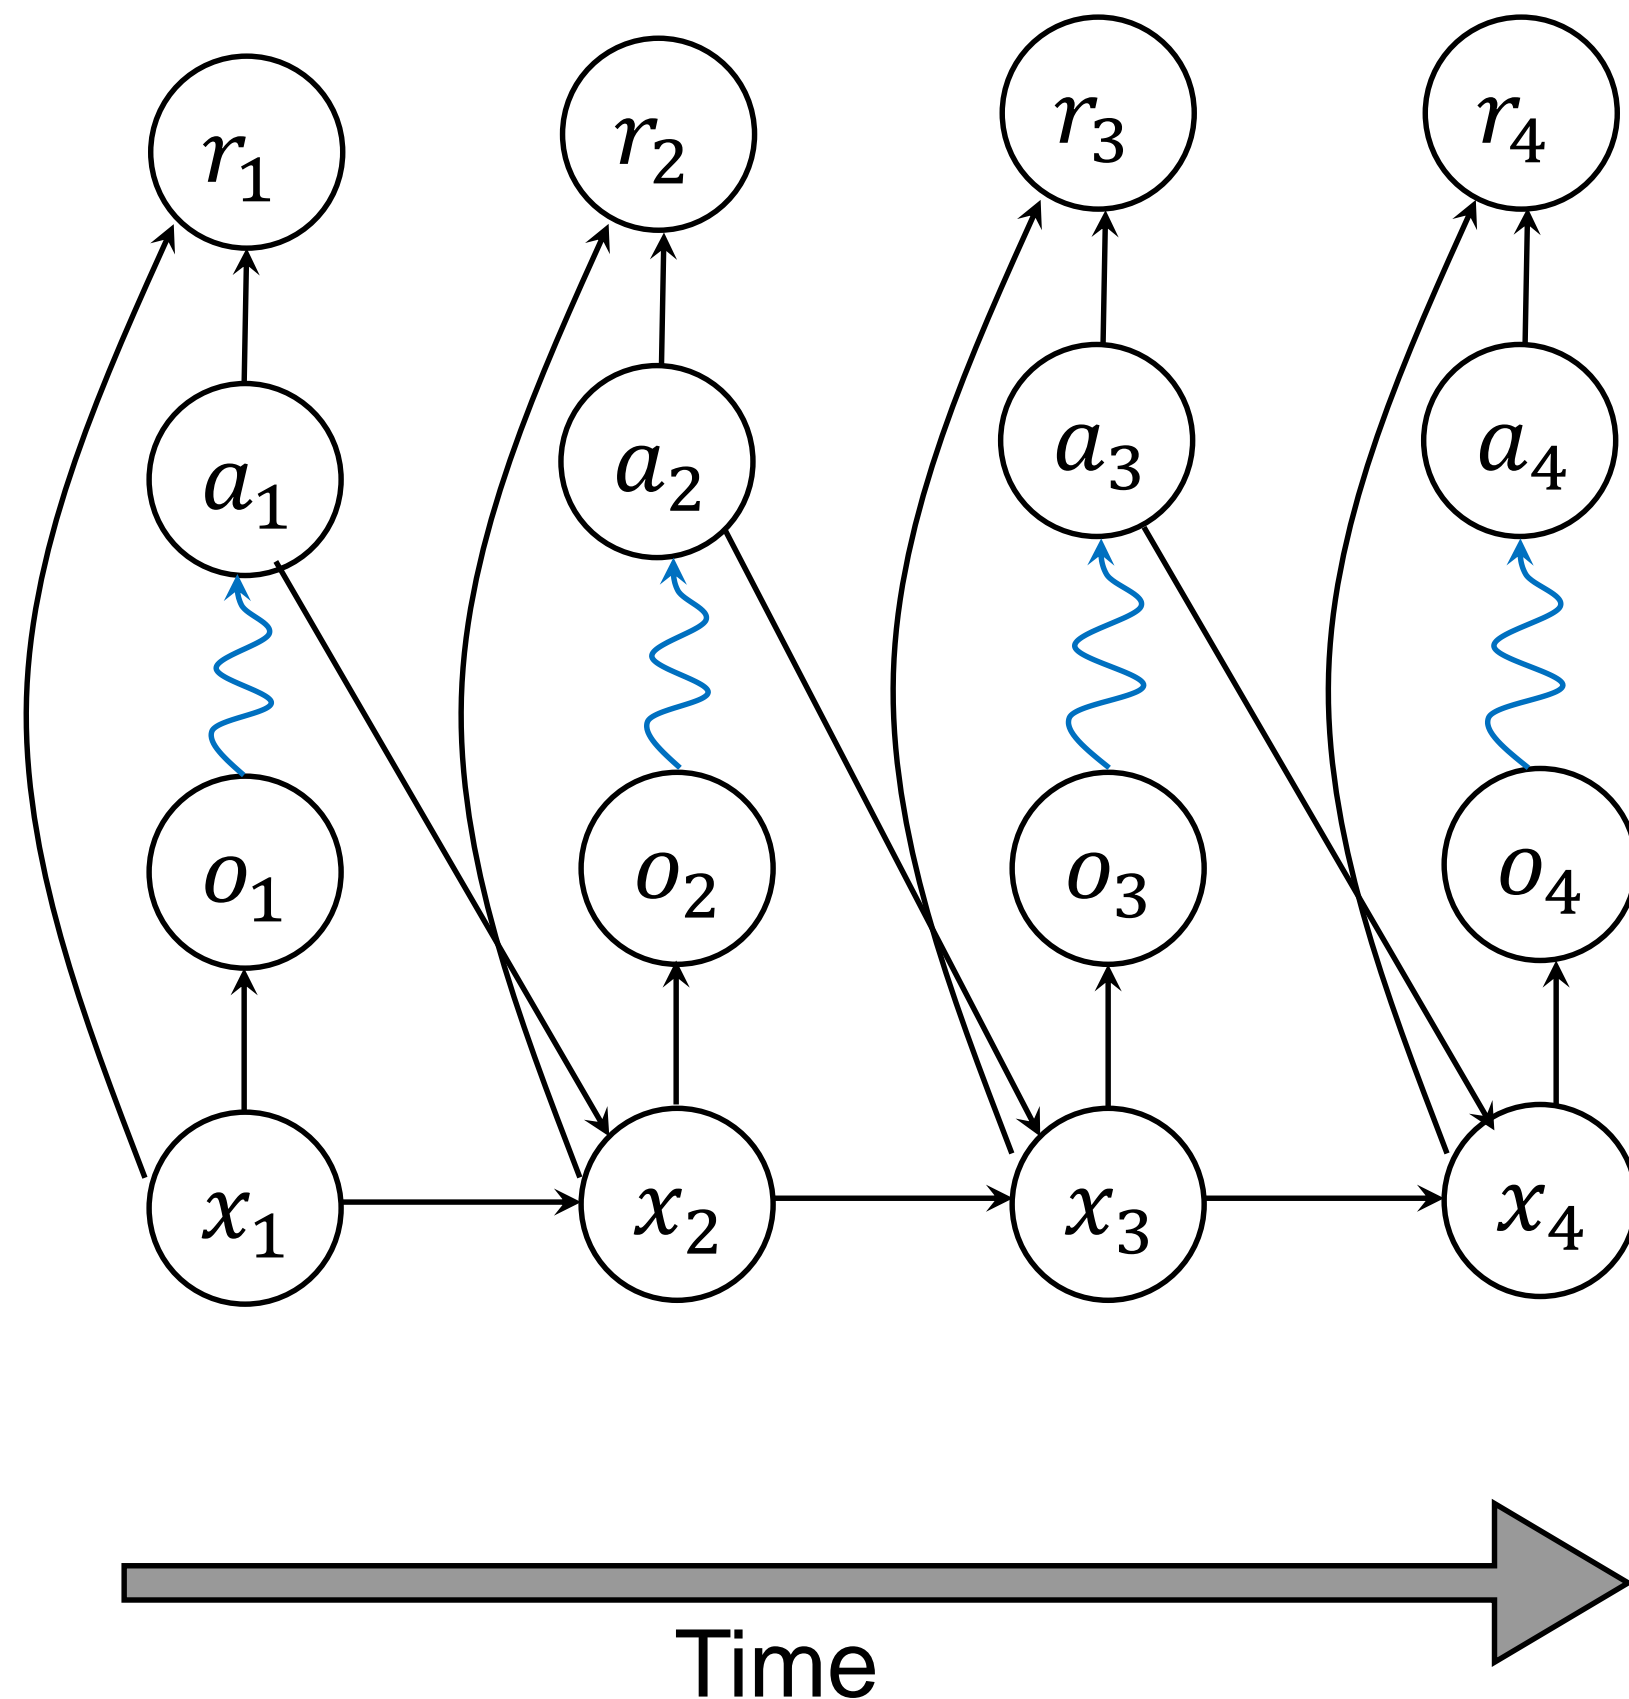 r₁ r₂ r₃ r₄
a₁ a₂ a₃ a₄
o₁ o₂ o₃ o₄
x₁ x₂ x₃ x₄
Time